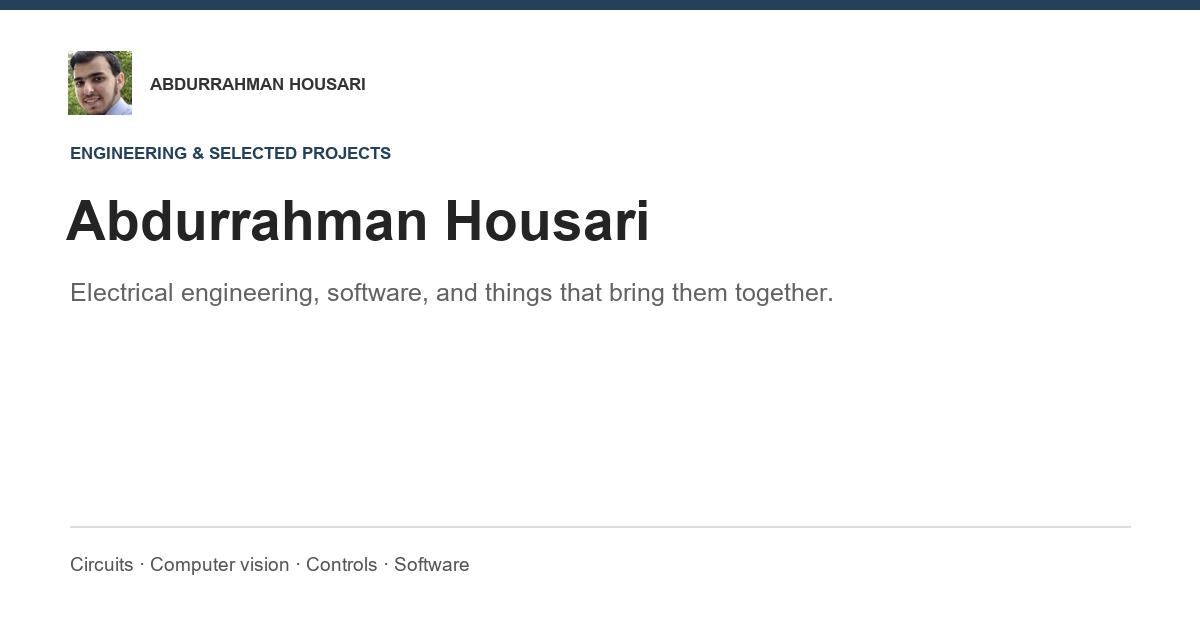 ABDURRAHMAN HOUSARI
ENGINEERING & SELECTED PROJECTS
Abdurrahman Housari
Electrical engineering, software, and things that bring them together.
Circuits · Computer vision · Controls · Software